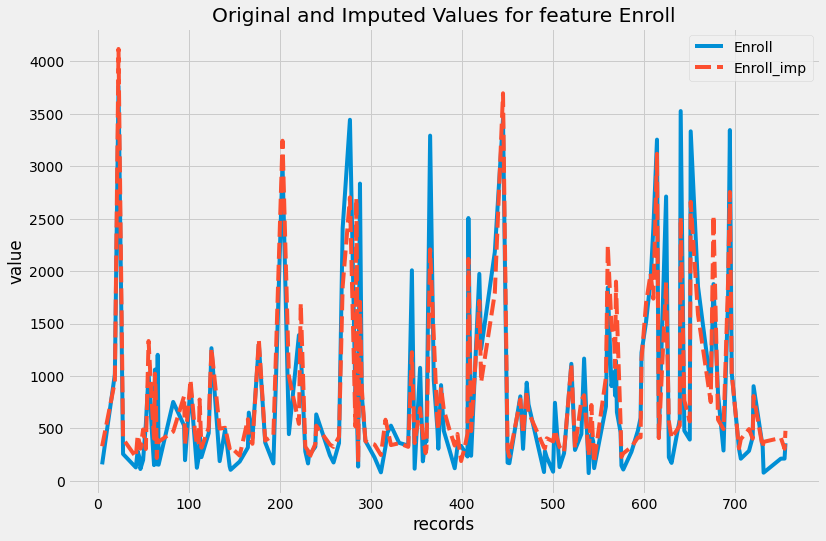 Original and Imputed Values for feature Enroll
Enroll
Enroll_imp
4000
3500
3000
2500
2000
1500
1000
500
0
value
0 100 200 300 400 500 600 700
records